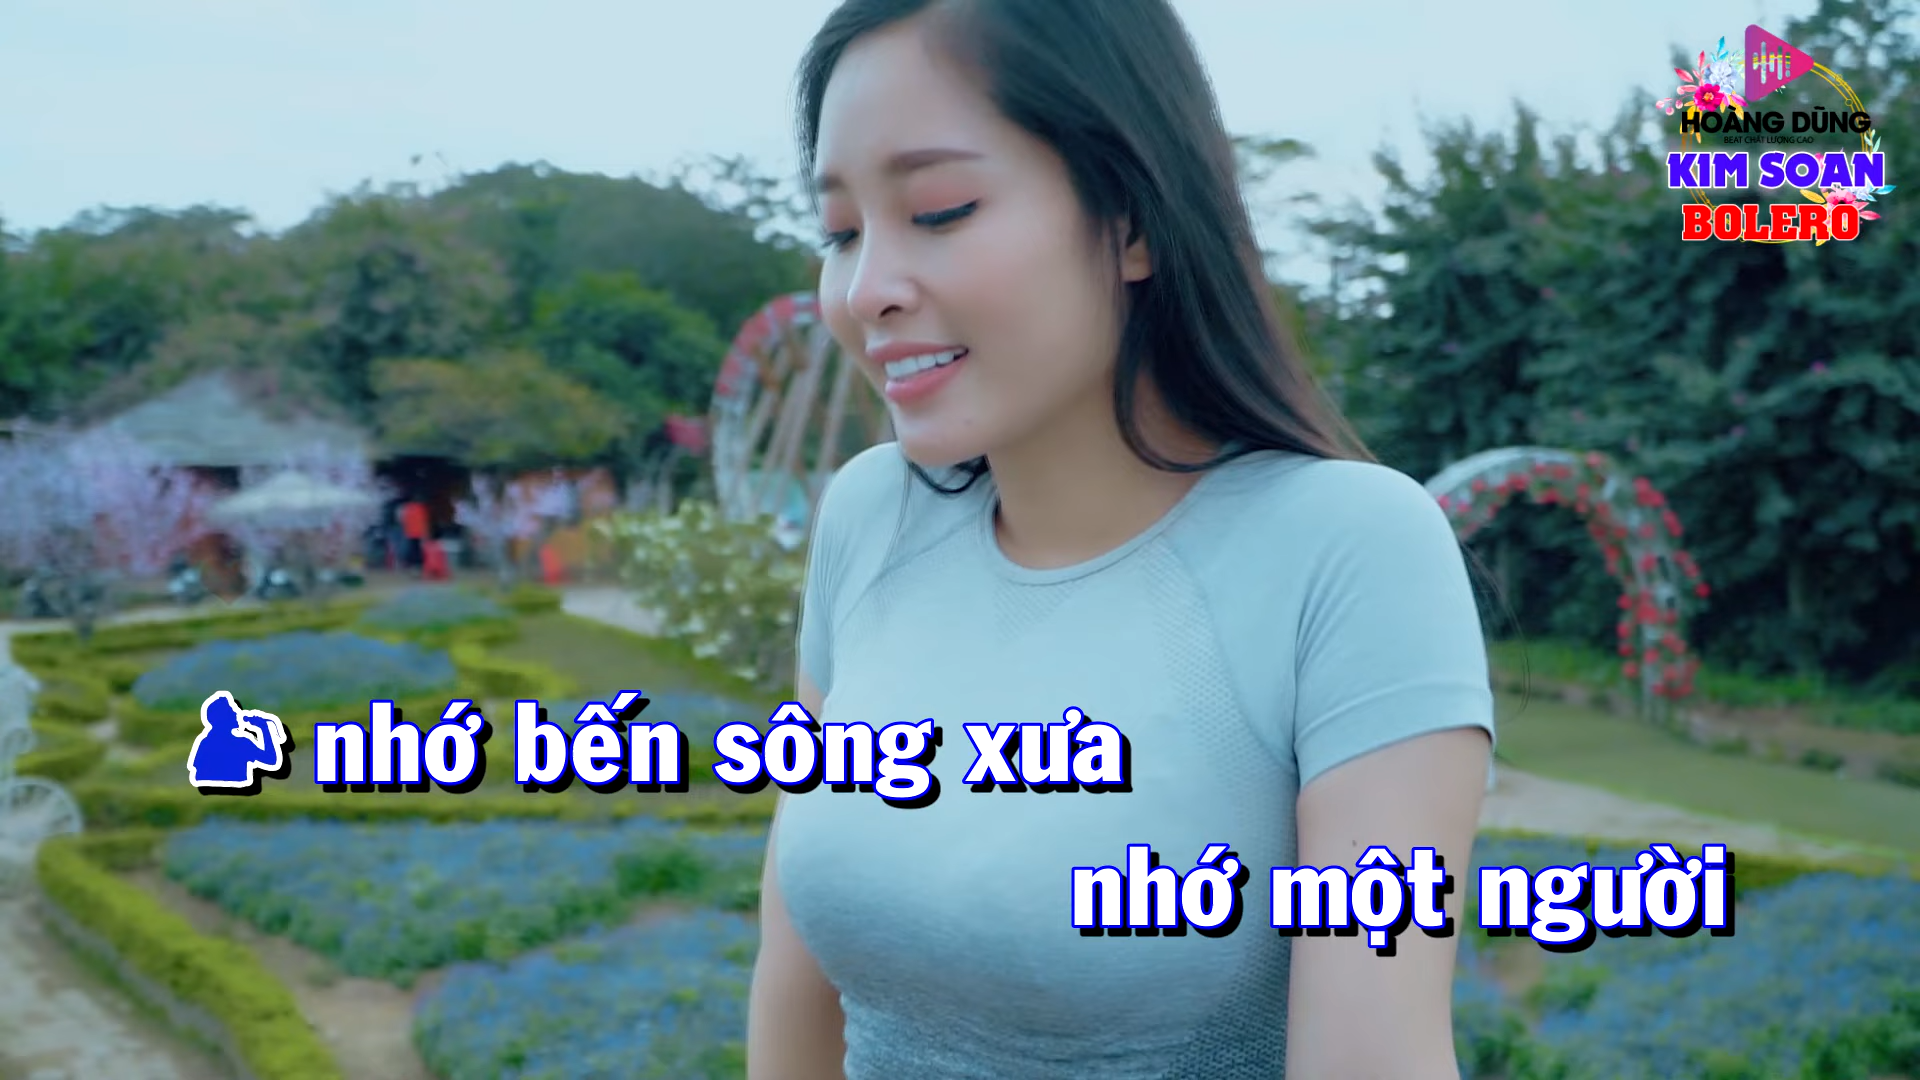 HOÀNG DŨNG
BEAT CHẤT LƯỢNG CAO
KIM SOAN
BOLERO
nhớ bến sông xưa
nhớ một người